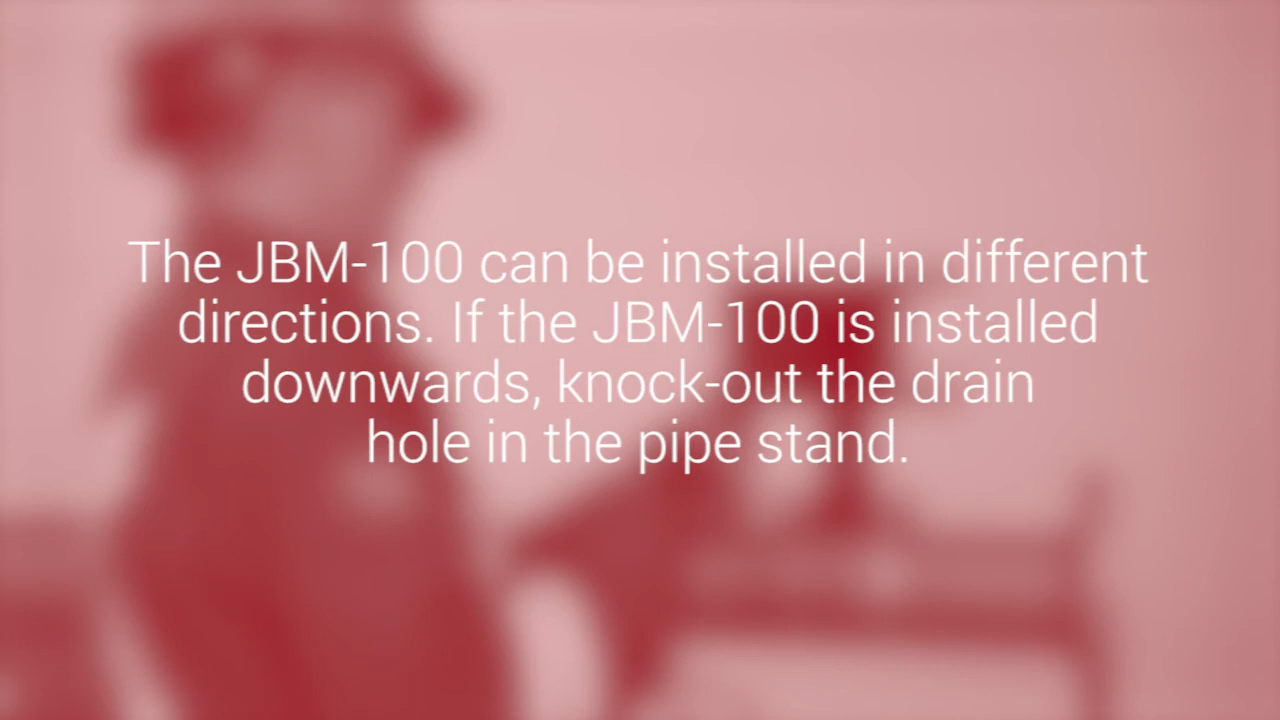 The JBM-100 can be installed in different
directions. If the JBM-100 is installed
downwards, knock-out the drain
hole in the pipe stand.